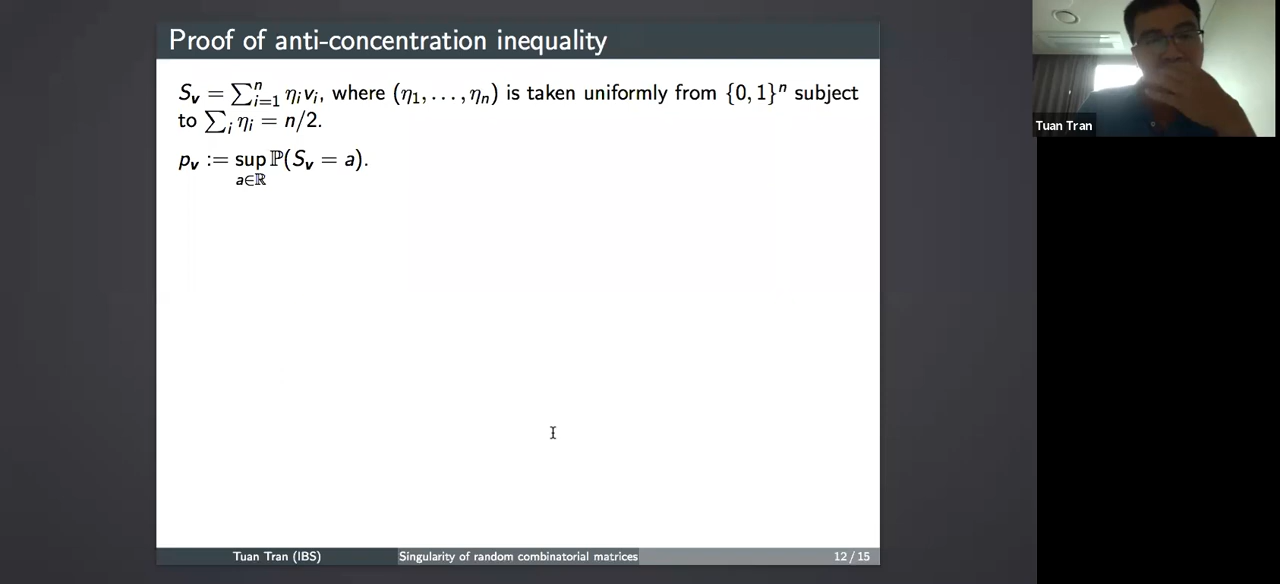 Proof of anti-concentration inequality
S_v = ∑_{i=1}^n η_i v_i, where (η_1, . . . , η_n) is taken uniformly from {0, 1}^n subject
to ∑_i η_i = n/2.
p_v := sup_{a∈ℝ} ℙ(S_v = a).
Tuan Tran (IBS) Singularity of random combinatorial matrices 12 / 15
Tuan Tran